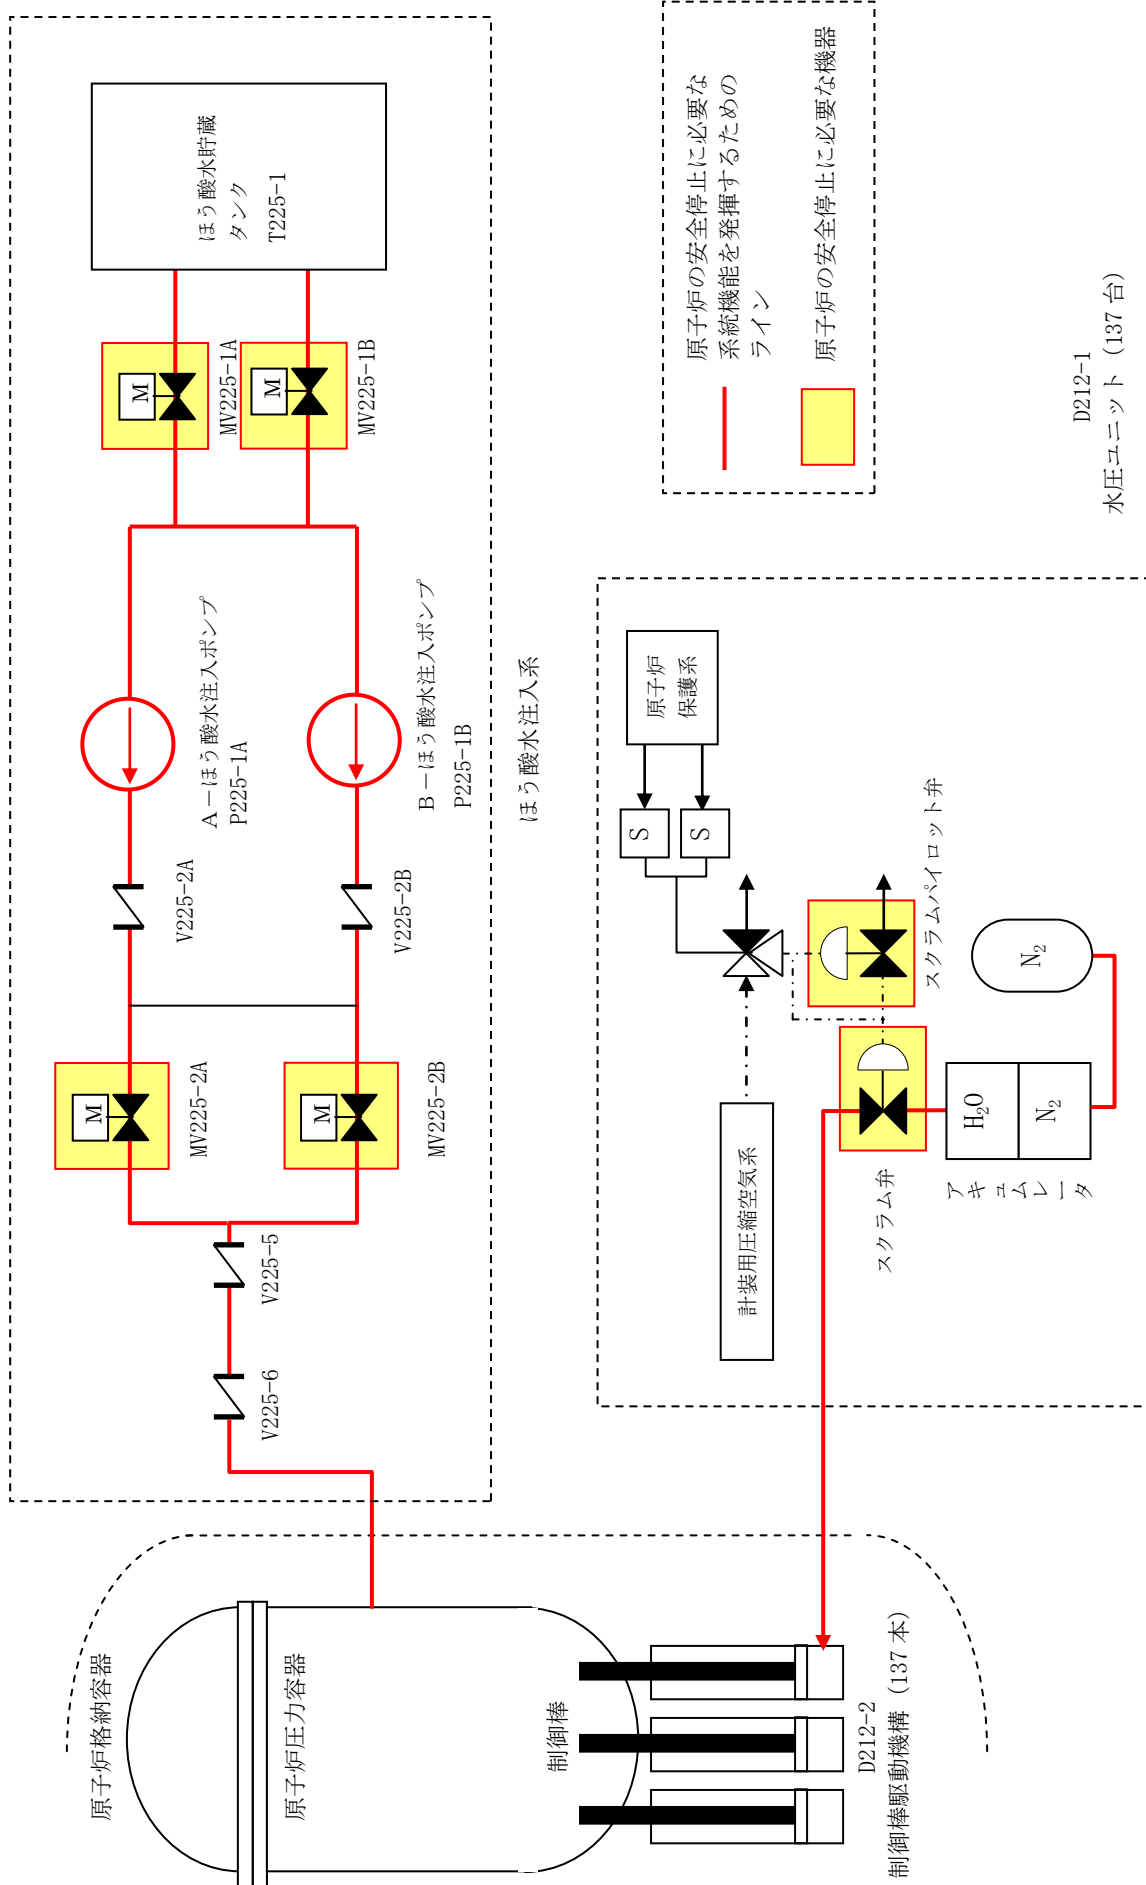 原子炉格納容器
原子炉圧力容器
制御棒
D212-2
制御棒駆動機構（137 本）
V225-6
V225-5
M
MV225-2A
M
MV225-2B
V225-2A
V225-2B
A－ほう酸水注入ポンプ
P225-1A
B－ほう酸水注入ポンプ
P225-1B
M
MV225-1A
M
MV225-1B
ほう酸水貯蔵
タンク
T225-1
ほう酸水注入系
計装用圧縮空気系
原子炉
保護系
S
S
スクラムパイロット弁
スクラム弁
H₂O
N₂
アキュムレータ
N₂
原子炉の安全停止に必要な
系統機能を発揮するための
ライン
原子炉の安全停止に必要な機器
D212-1
水圧ユニット（137 台）